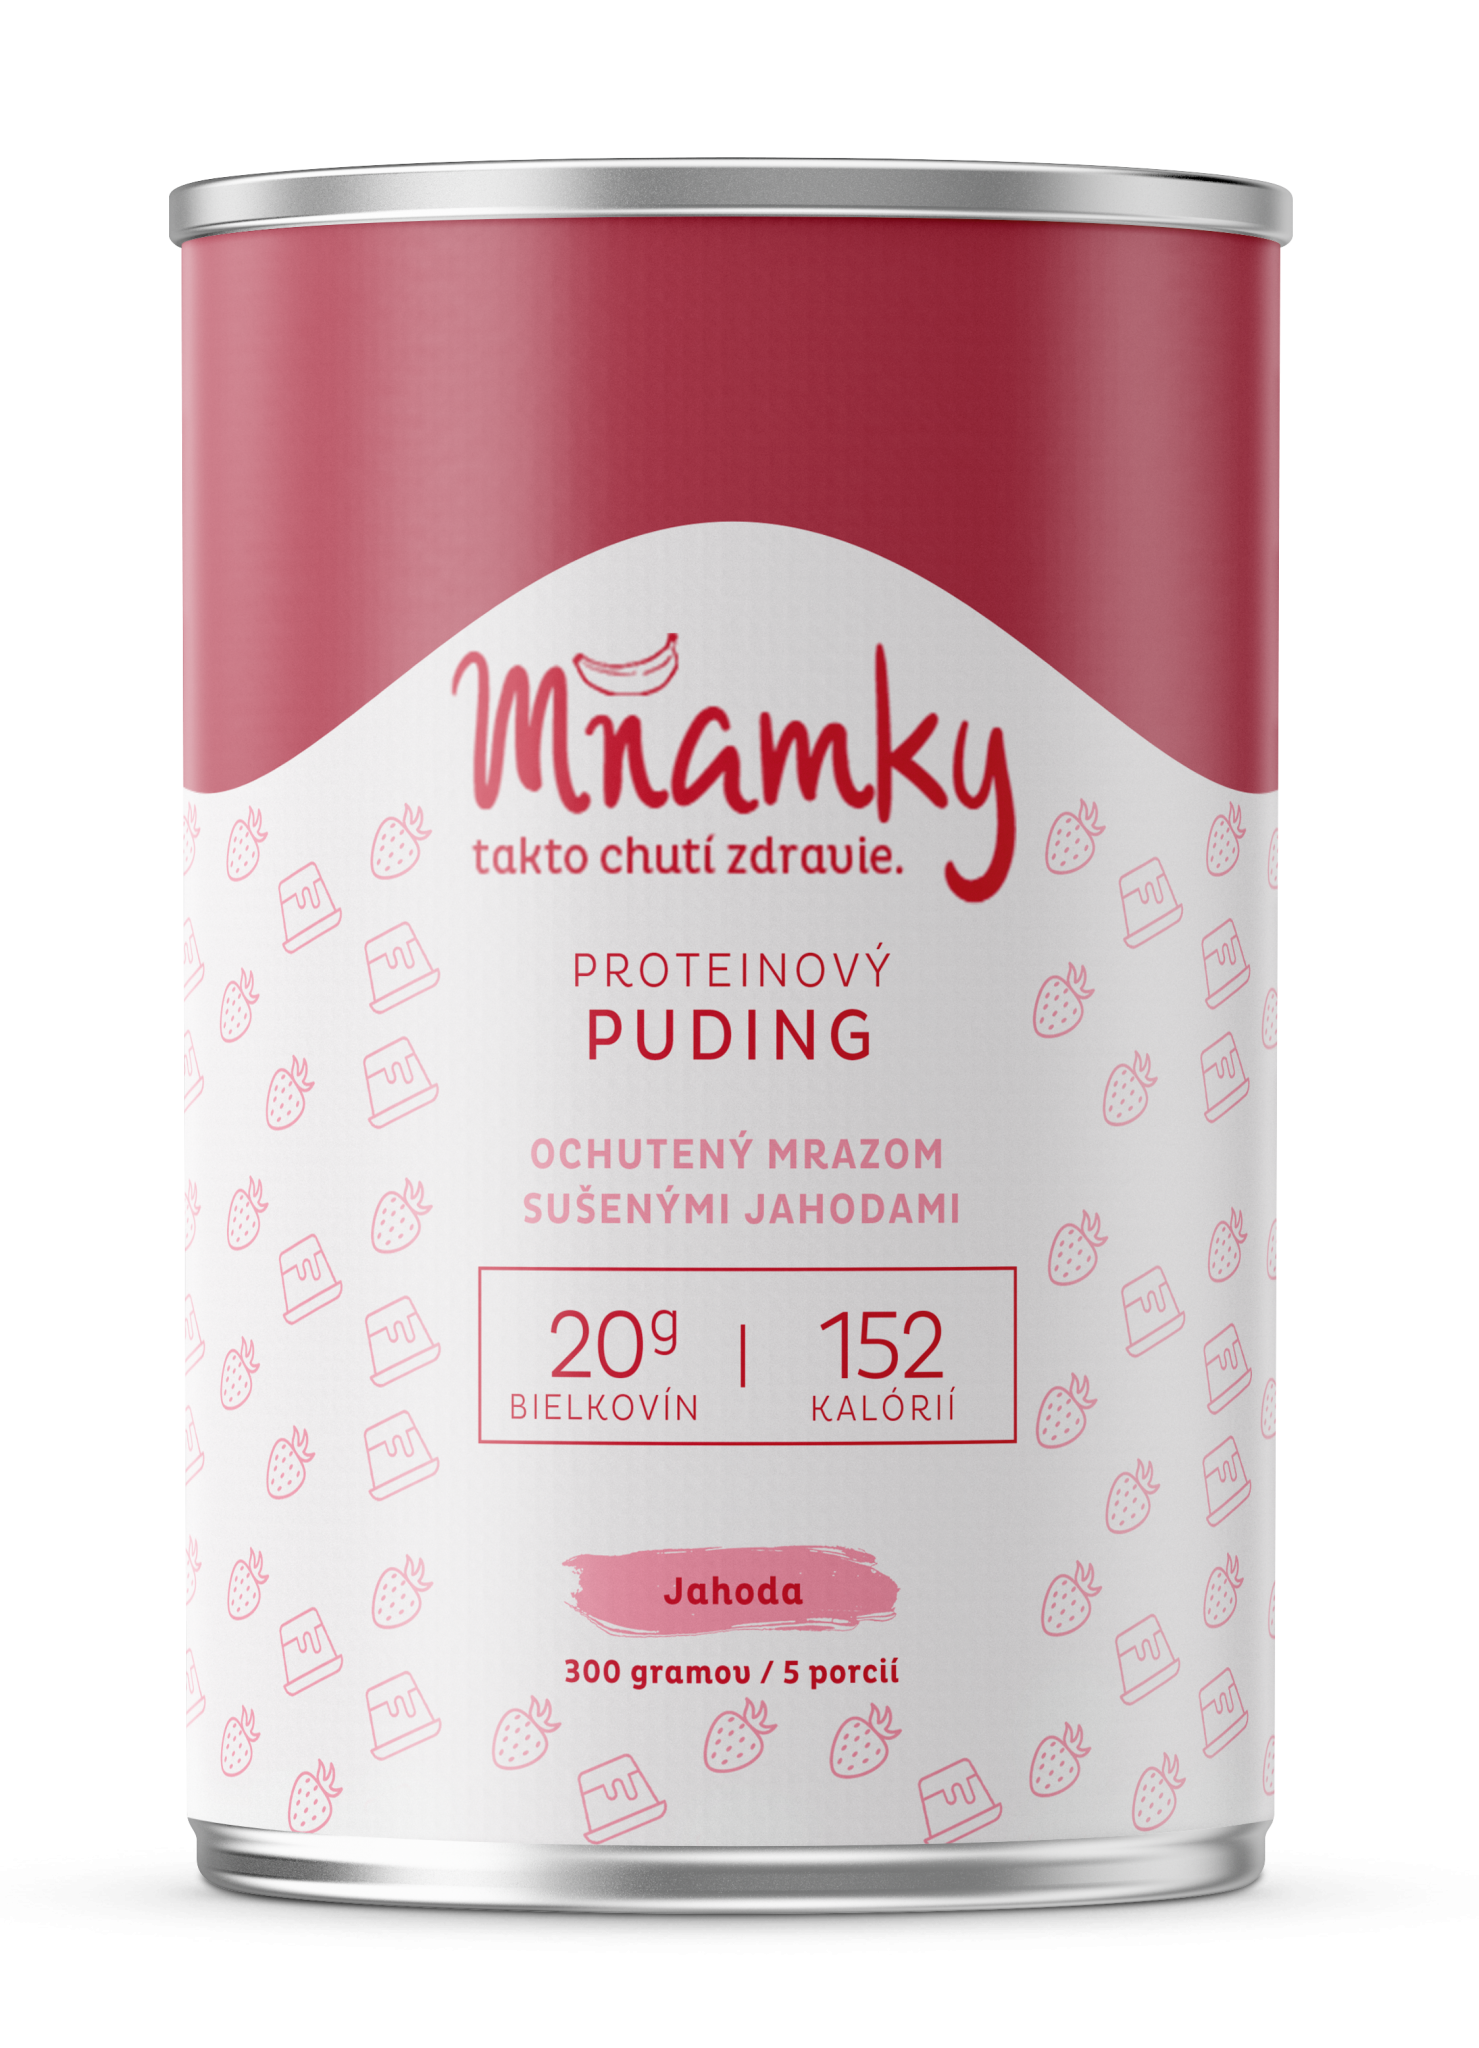 Mňamky
takto chutí zdravie.
PROTEINOVÝ
PUDING
OCHUTENÝ MRAZOM
SUŠENÝMI JAHODAMI
20g | 152
BIELKOVÍN KALÓRIÍ
Jahoda
300 gramov / 5 porcií